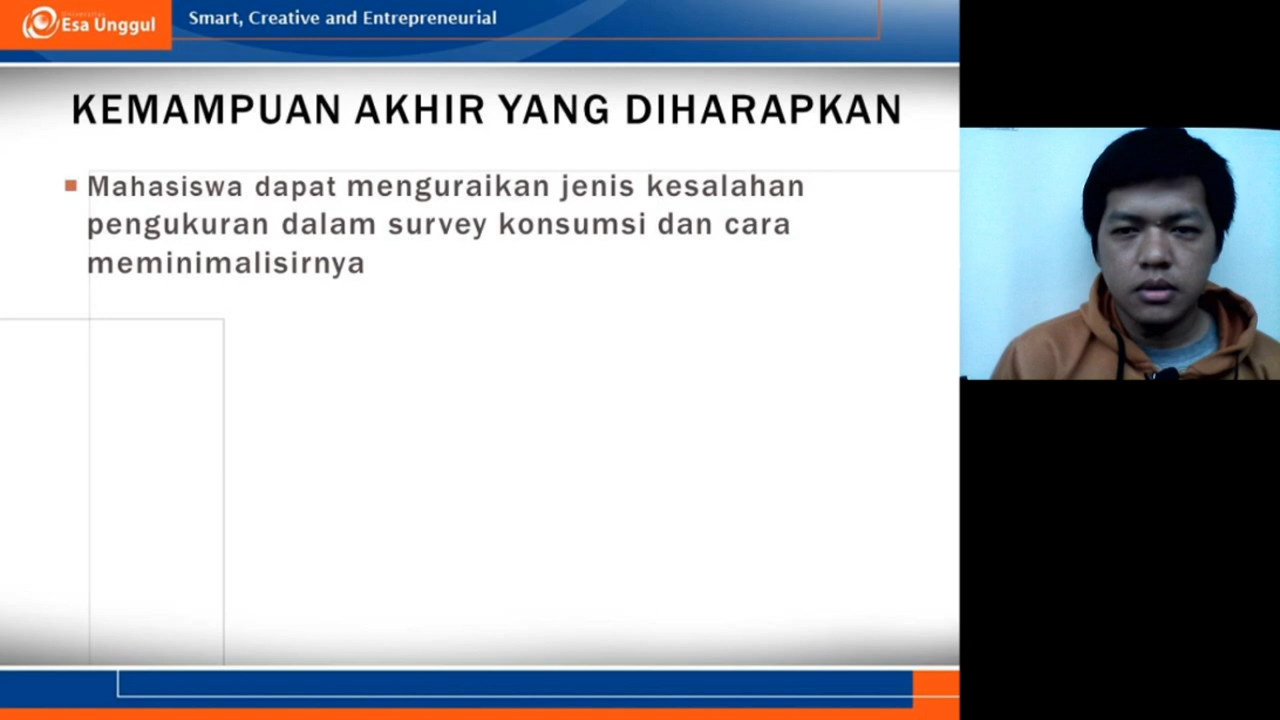 Universitas
Esa Unggul
Smart, Creative and Entrepreneurial
KEMAMPUAN AKHIR YANG DIHARAPKAN
Mahasiswa dapat menguraikan jenis kesalahan
pengukuran dalam survey konsumsi dan cara
meminimalisirnya